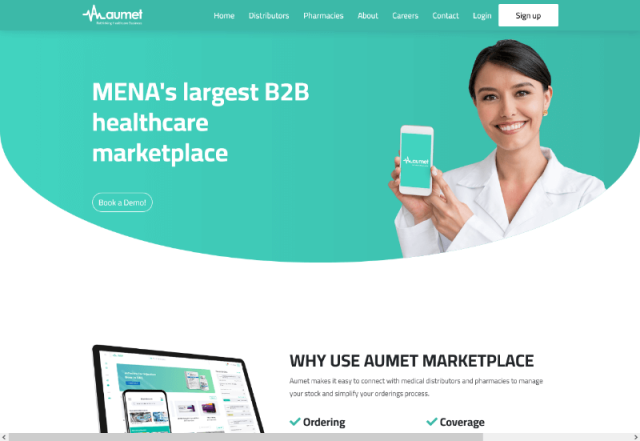 aumet
Home Distributors Pharmacies About Careers Contact Login Sign up
MENA's largest B2B
healthcare
marketplace
Book a Demo!
aumet
WHY USE AUMET MARKETPLACE
Aumet makes it easy to connect with medical distributors and pharmacies to manage
your stock and simplify your orderings process.
Ordering Coverage